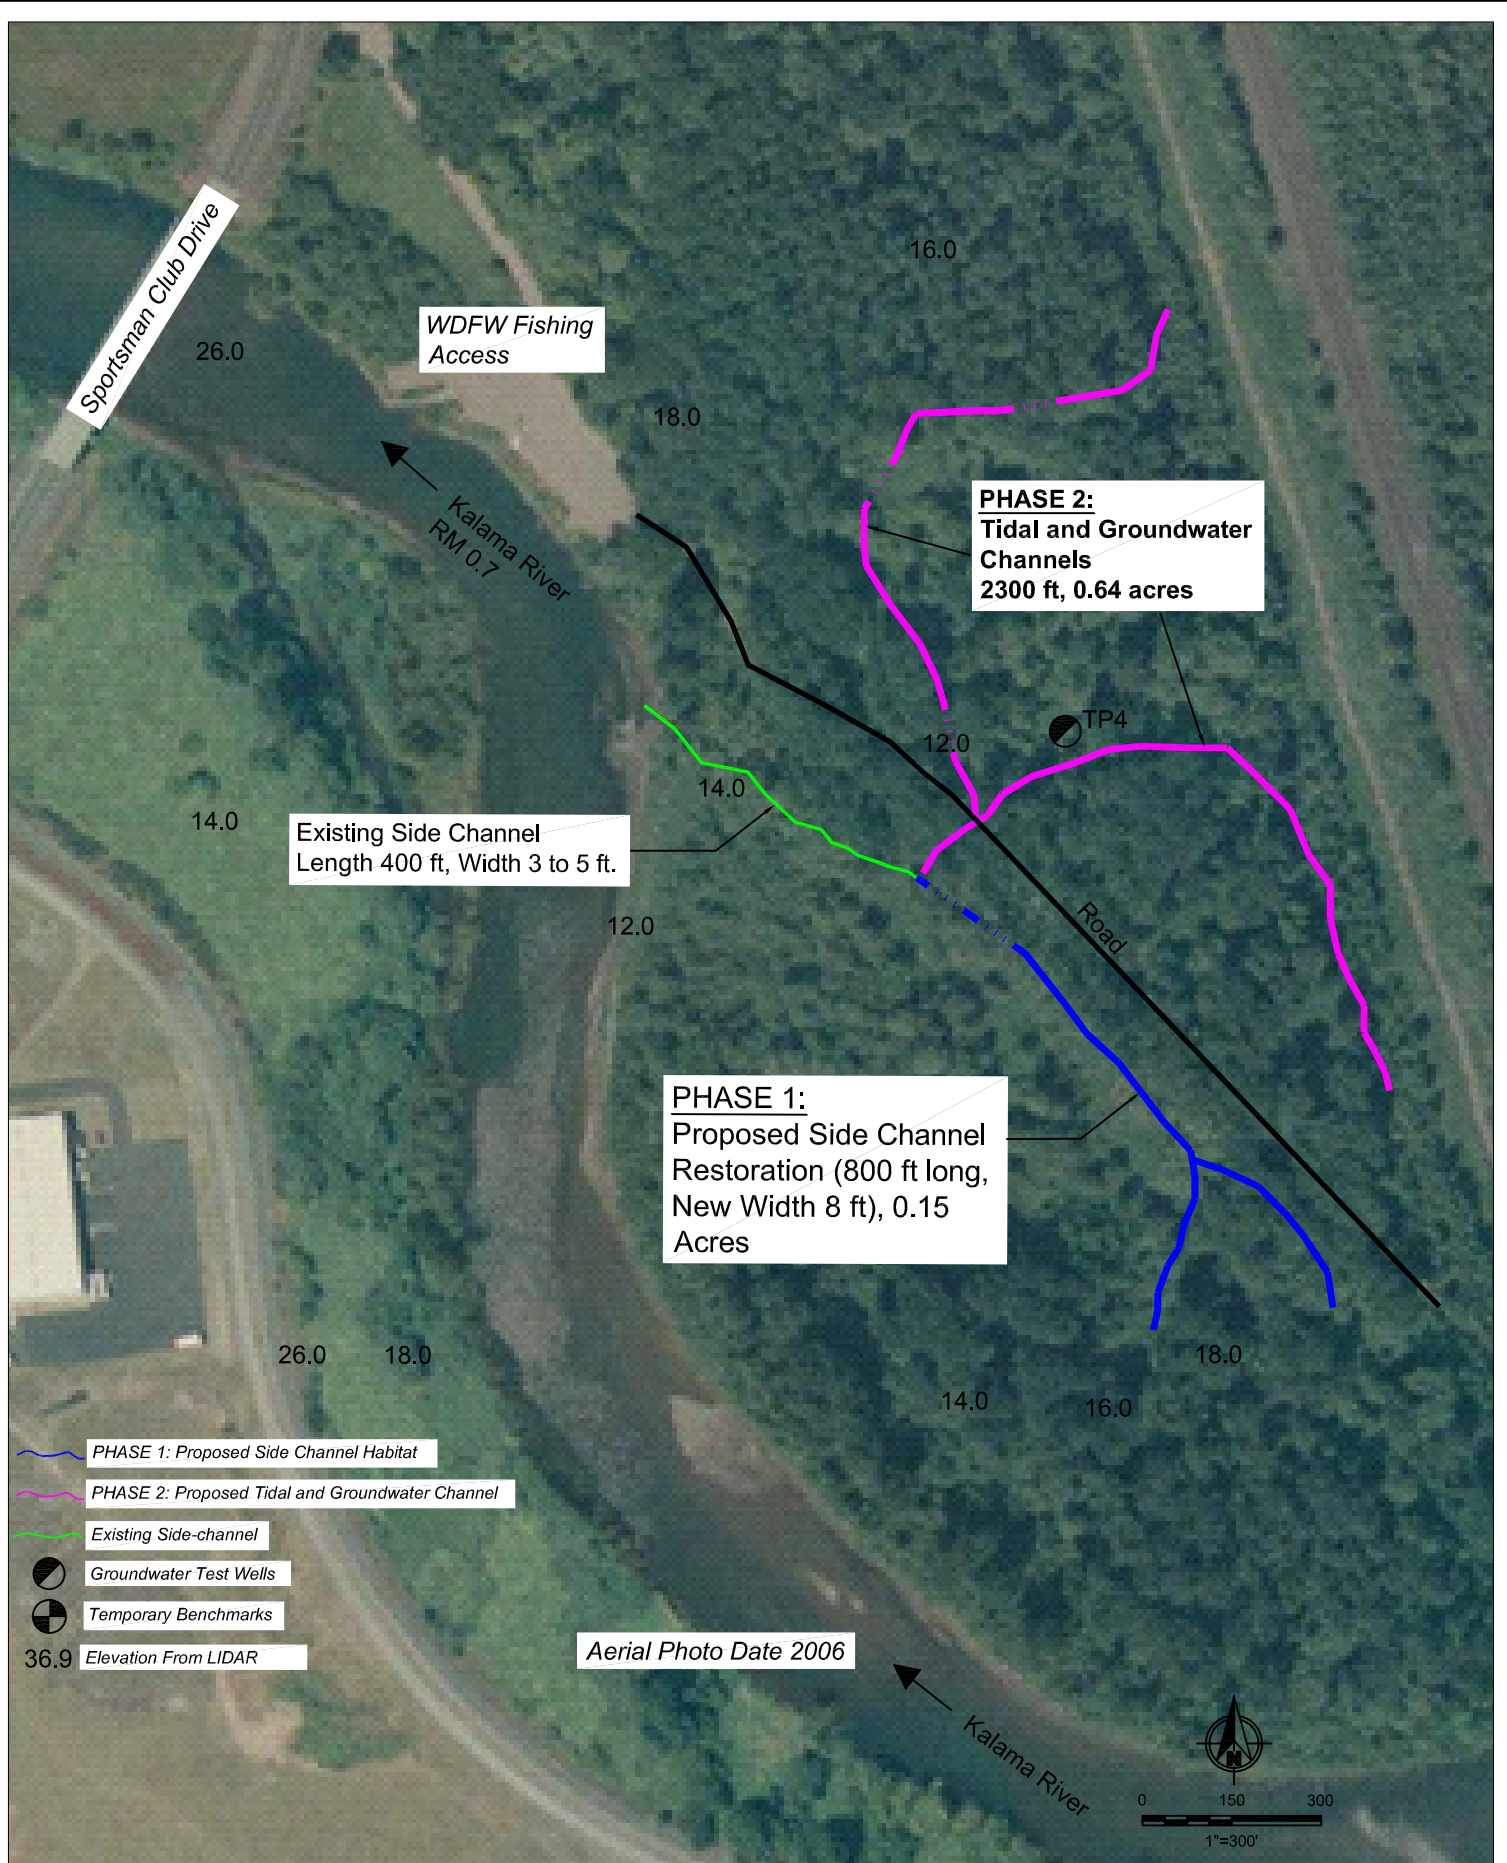 Sportsman Club Drive
16.0
WDFW Fishing
Access
26.0
18.0
Kalama River
RM 0.7
PHASE 2:
Tidal and Groundwater
Channels
2300 ft, 0.64 acres
TP4
12.0
14.0
14.0
Existing Side Channel
Length 400 ft, Width 3 to 5 ft.
12.0
Road
PHASE 1:
Proposed Side Channel
Restoration (800 ft long,
New Width 8 ft), 0.15
Acres
26.0
18.0
18.0
14.0
16.0
PHASE 1: Proposed Side Channel Habitat
PHASE 2: Proposed Tidal and Groundwater Channel
Existing Side-channel
Groundwater Test Wells
Temporary Benchmarks
36.9 Elevation From LIDAR
Aerial Photo Date 2006
Kalama River
N
0 150 300
1"=300'